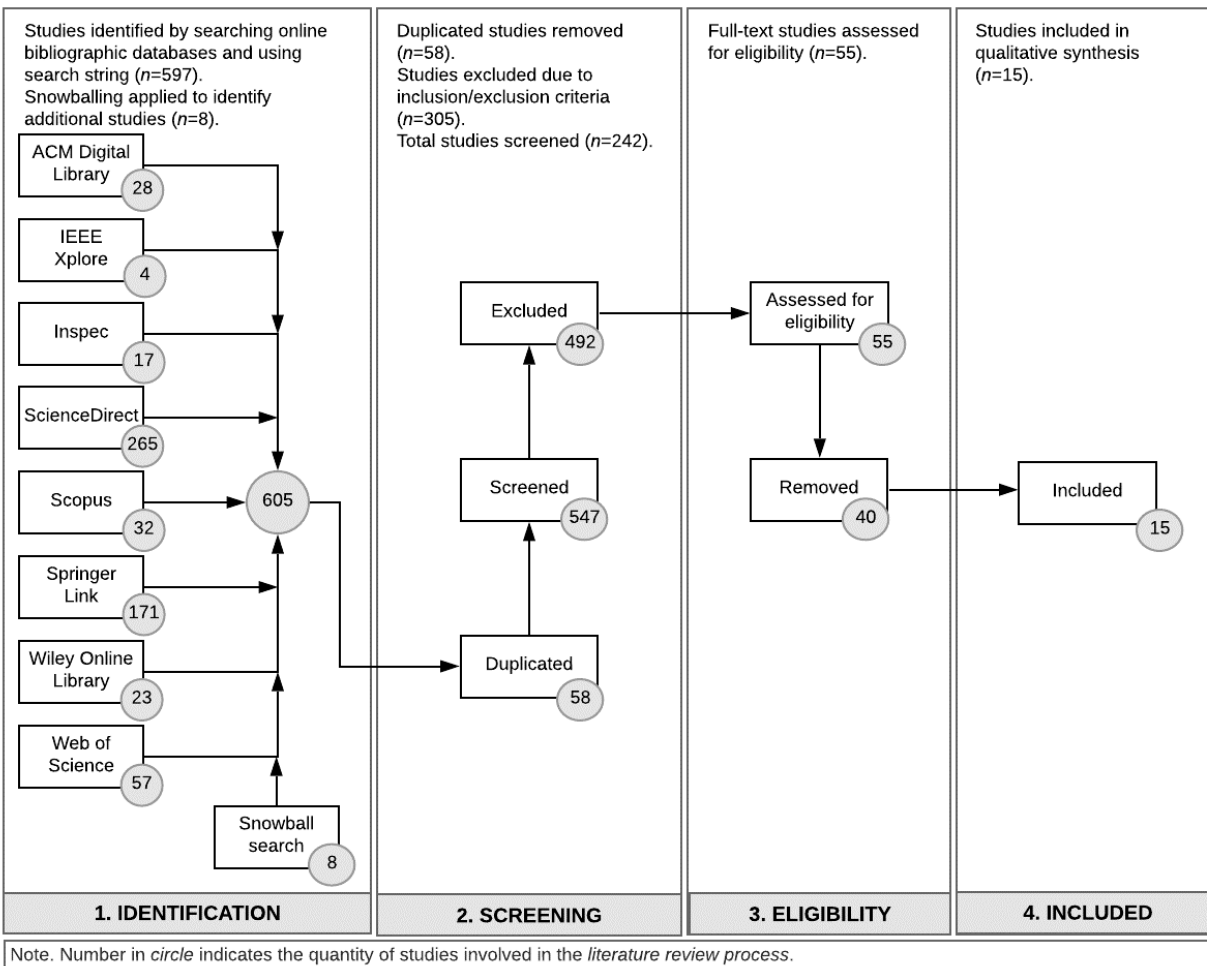 Studies identified by searching online
bibliographic databases and using
search string (n=597).
Snowballing applied to identify
additional studies (n=8).
ACM Digital
Library
28
IEEE
Xplore
4
Inspec
17
ScienceDirect
265
Scopus
32
605
Springer
Link
171
Wiley Online
Library
23
Web of
Science
57
Snowball
search
8
1. IDENTIFICATION
Duplicated studies removed
(n=58).
Studies excluded due to
inclusion/exclusion criteria
(n=305).
Total studies screened (n=242).
Excluded
492
Screened
547
Duplicated
58
2. SCREENING
Full-text studies assessed
for eligibility (n=55).
Assessed for
eligibility
55
Removed
40
3. ELIGIBILITY
Studies included in
qualitative synthesis
(n=15).
Included
15
4. INCLUDED
Note. Number in circle indicates the quantity of studies involved in the literature review process.